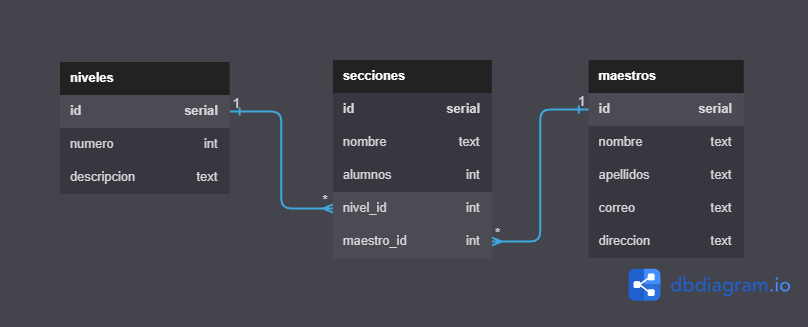 niveles
id serial
numero int
descripcion text
1
*
secciones
id serial
nombre text
alumnos int
nivel_id int
maestro_id int
*
1
maestros
id serial
nombre text
apellidos text
correo text
direccion text
dbdiagram.io